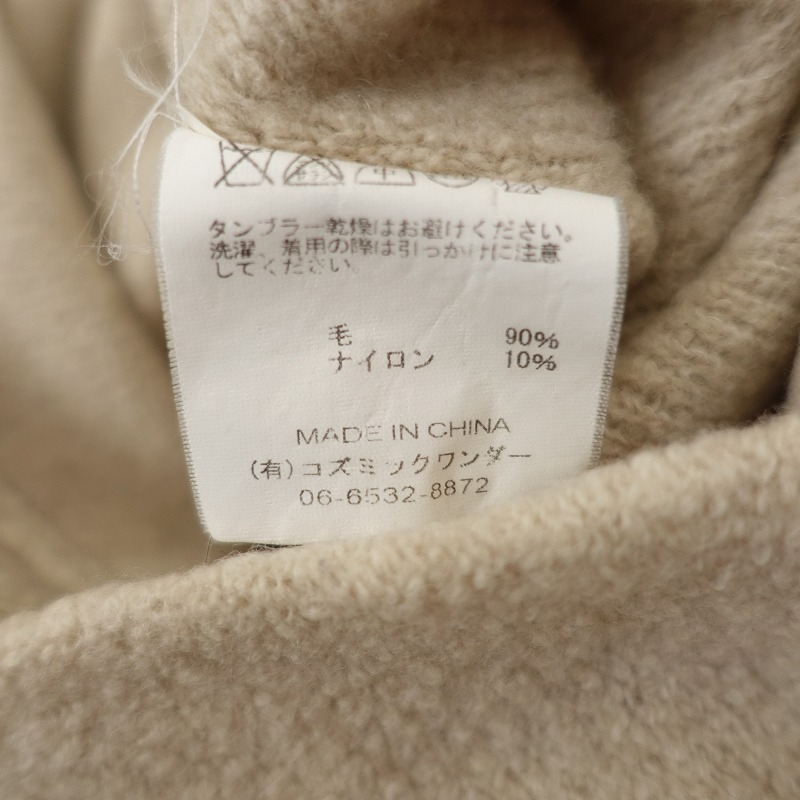 タンブラー乾燥はお避けください。
洗濯、着用の際は引っかけに注意
してください。
毛 90%
ナイロン 10%
MADE IN CHINA
(有)コズミックワンダー
06-6532-8872